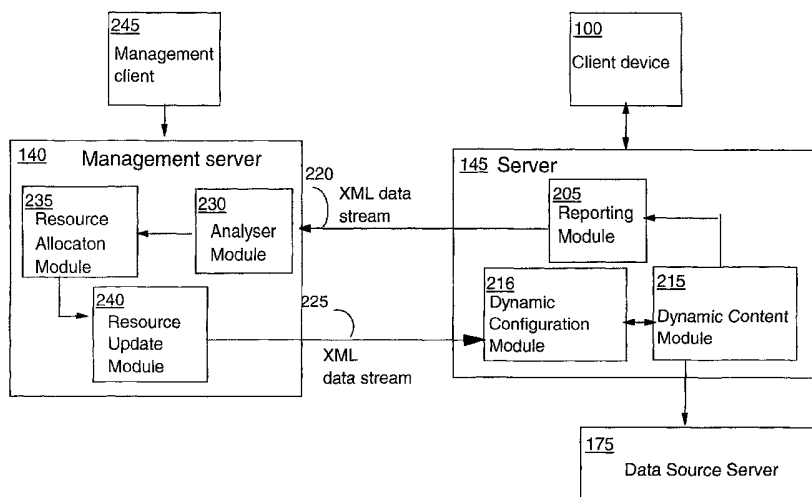 245
Management
client
100
Client device
140 Management server
145 Server
220
XML data
stream
235
Resource
Allocaton
Module
230
Analyser
Module
205
Reporting
Module
240
Resource
Update
Module
225
XML
data stream
216
Dynamic
Configuration
Module
215
Dynamic Content
Module
175
Data Source Server